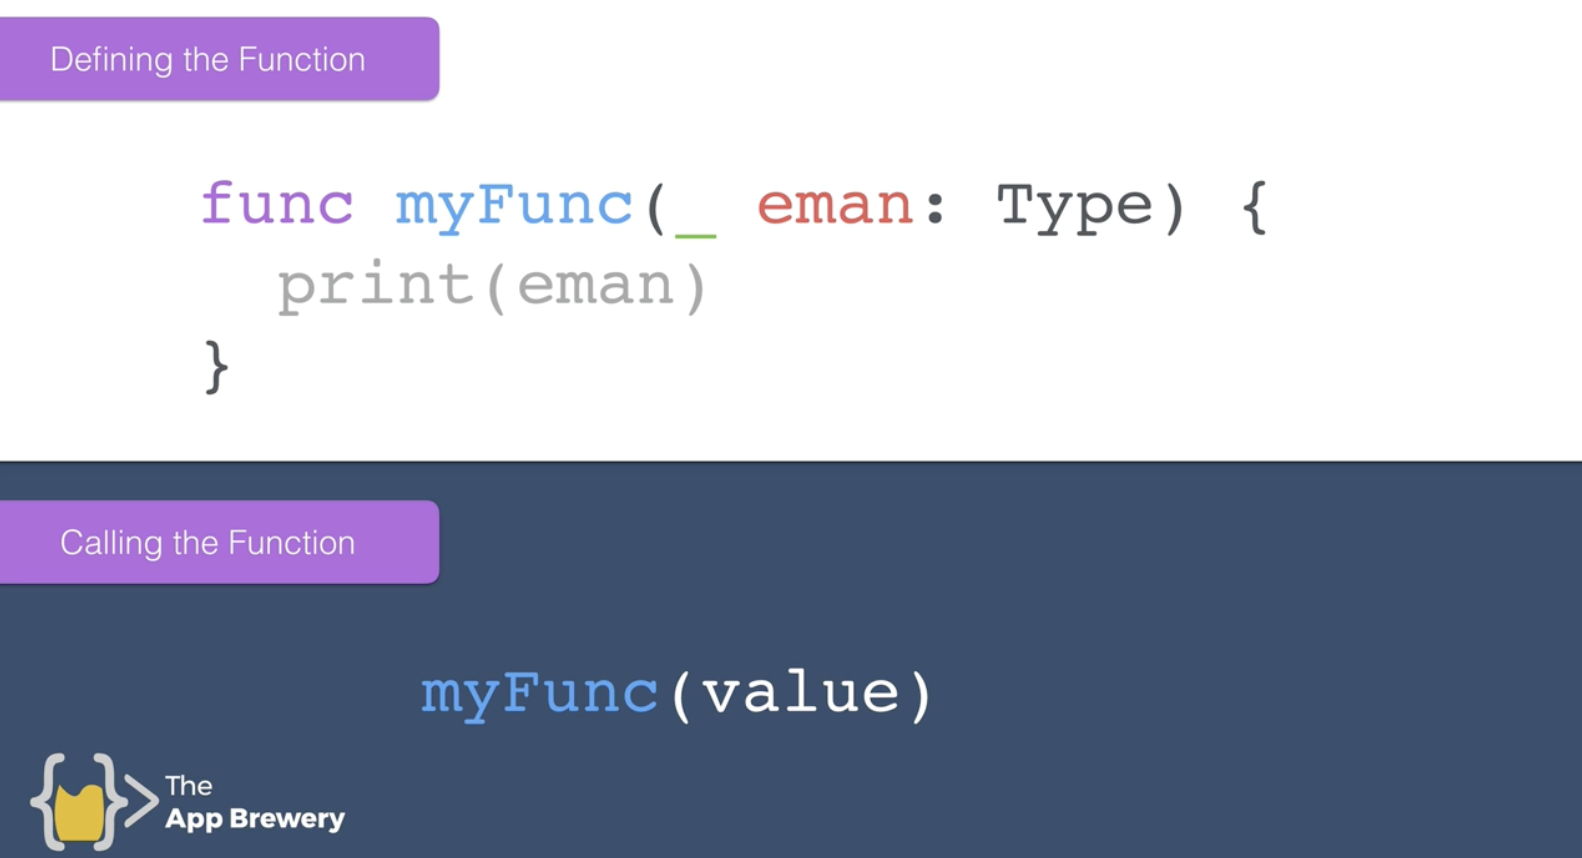 Defining the Function
func myFunc(_ eman: Type) {
print(eman)
}
Calling the Function
myFunc(value)
The
App Brewery